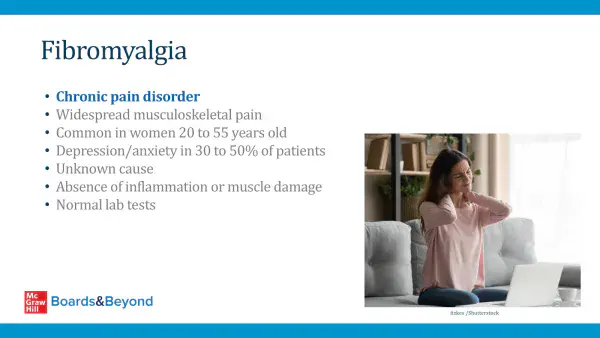 Fibromyalgia
• Chronic pain disorder
• Widespread musculoskeletal pain
• Common in women 20 to 55 years old
• Depression/anxiety in 30 to 50% of patients
• Unknown cause
• Absence of inflammation or muscle damage
• Normal lab tests
Mc
Graw
Hill
Boards&Beyond
fizkes /Shutterstock